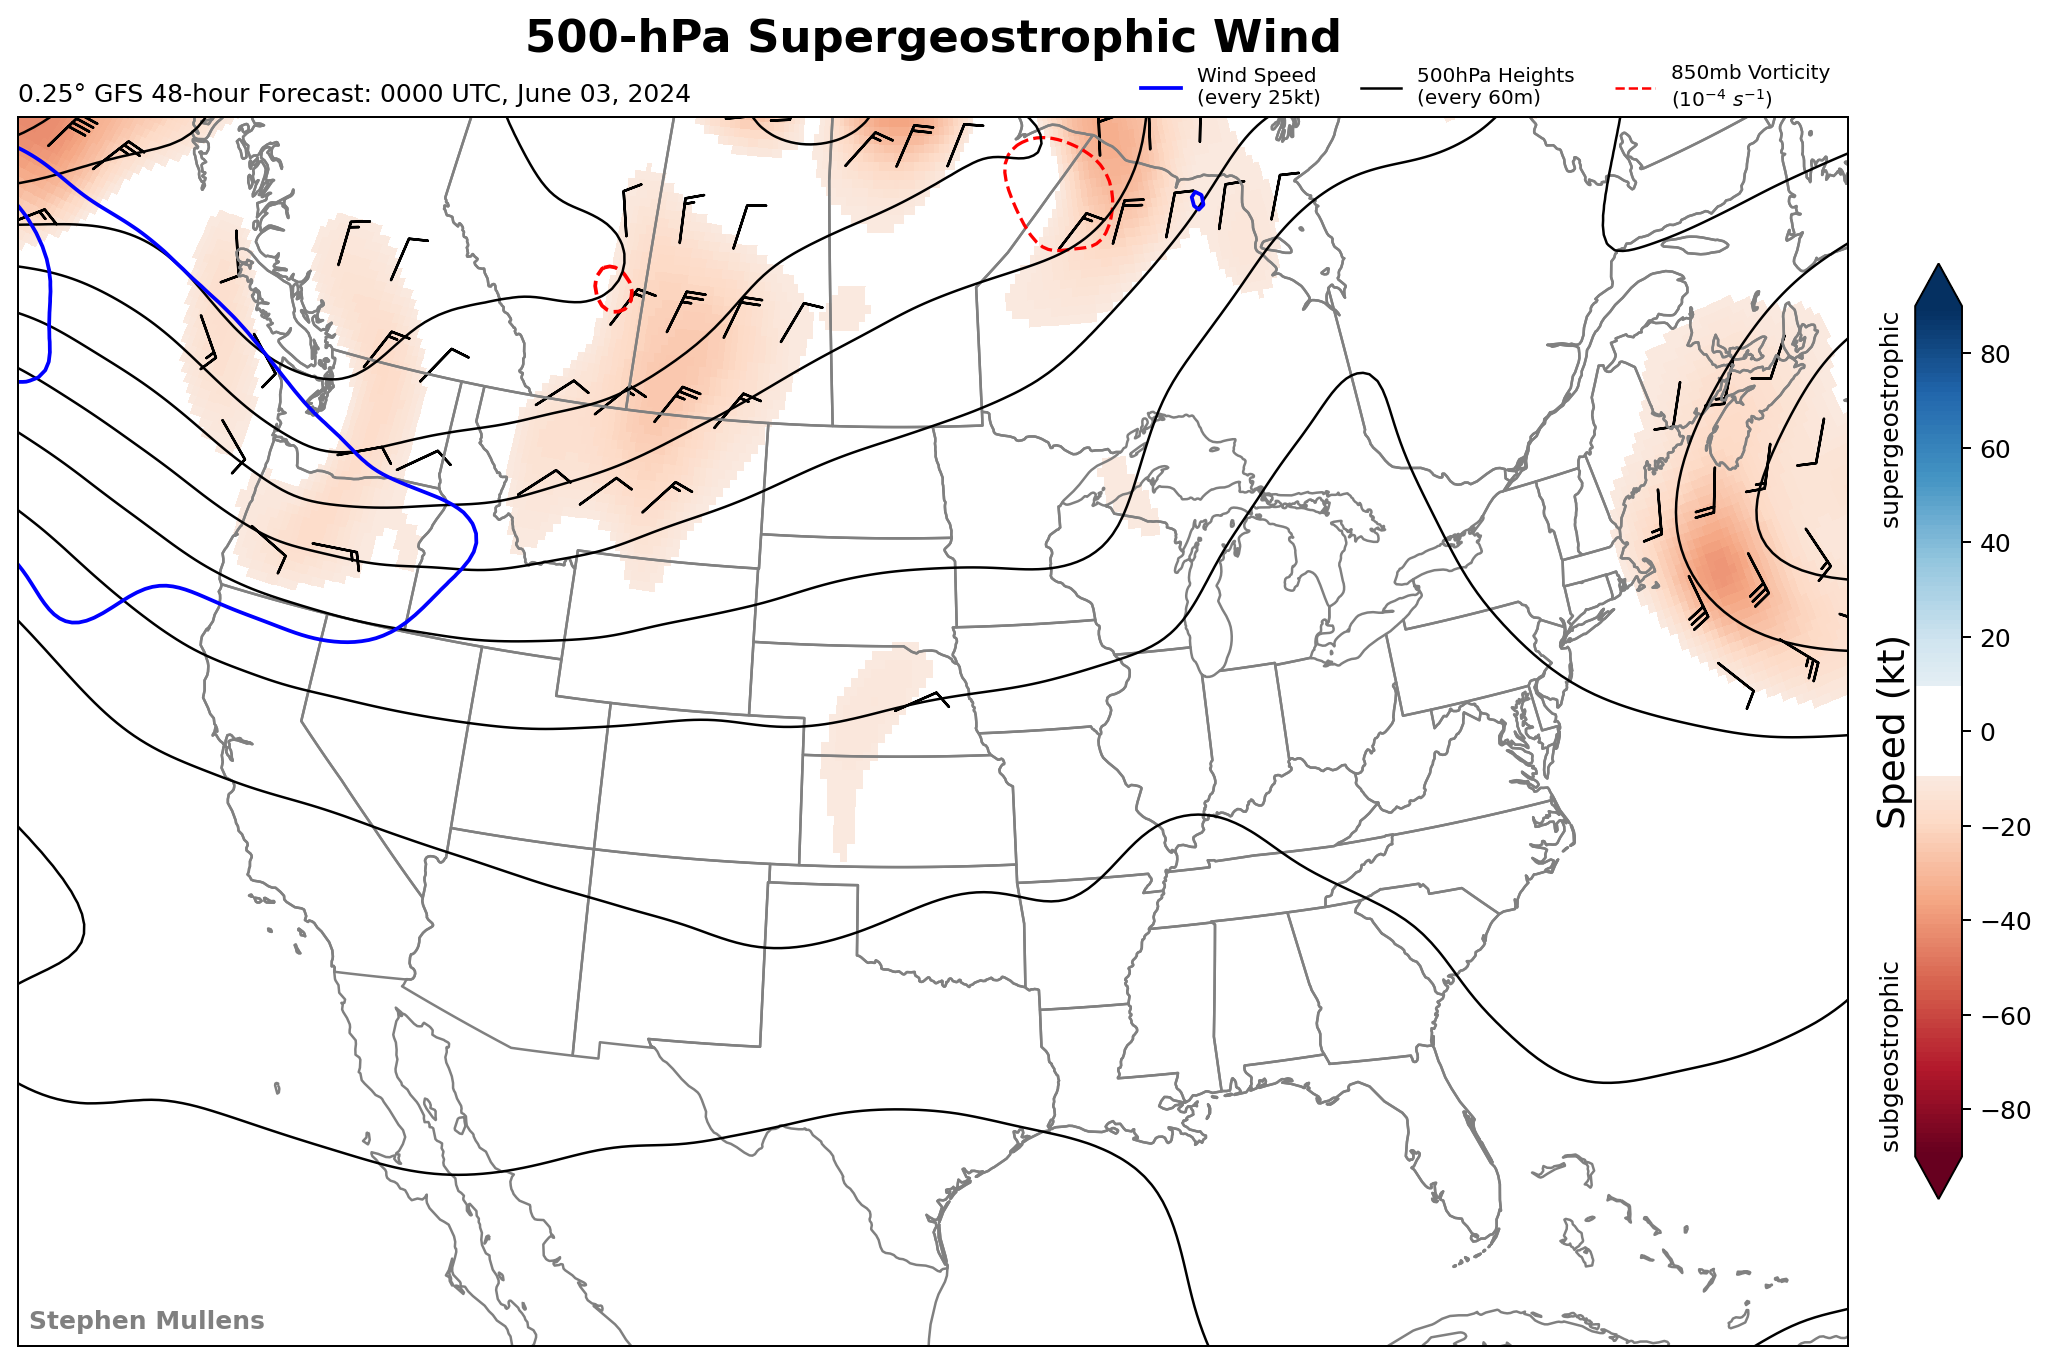 500-hPa Supergeostrophic Wind
0.25° GFS 48-hour Forecast: 0000 UTC, June 03, 2024
Wind Speed
(every 25kt)
500hPa Heights
(every 60m)
850mb Vorticity
(10⁻⁴ s⁻¹)
supergeostrophic
Speed (kt)
subgeostrophic
80
60
40
20
0
−20
−40
−60
−80
Stephen Mullens